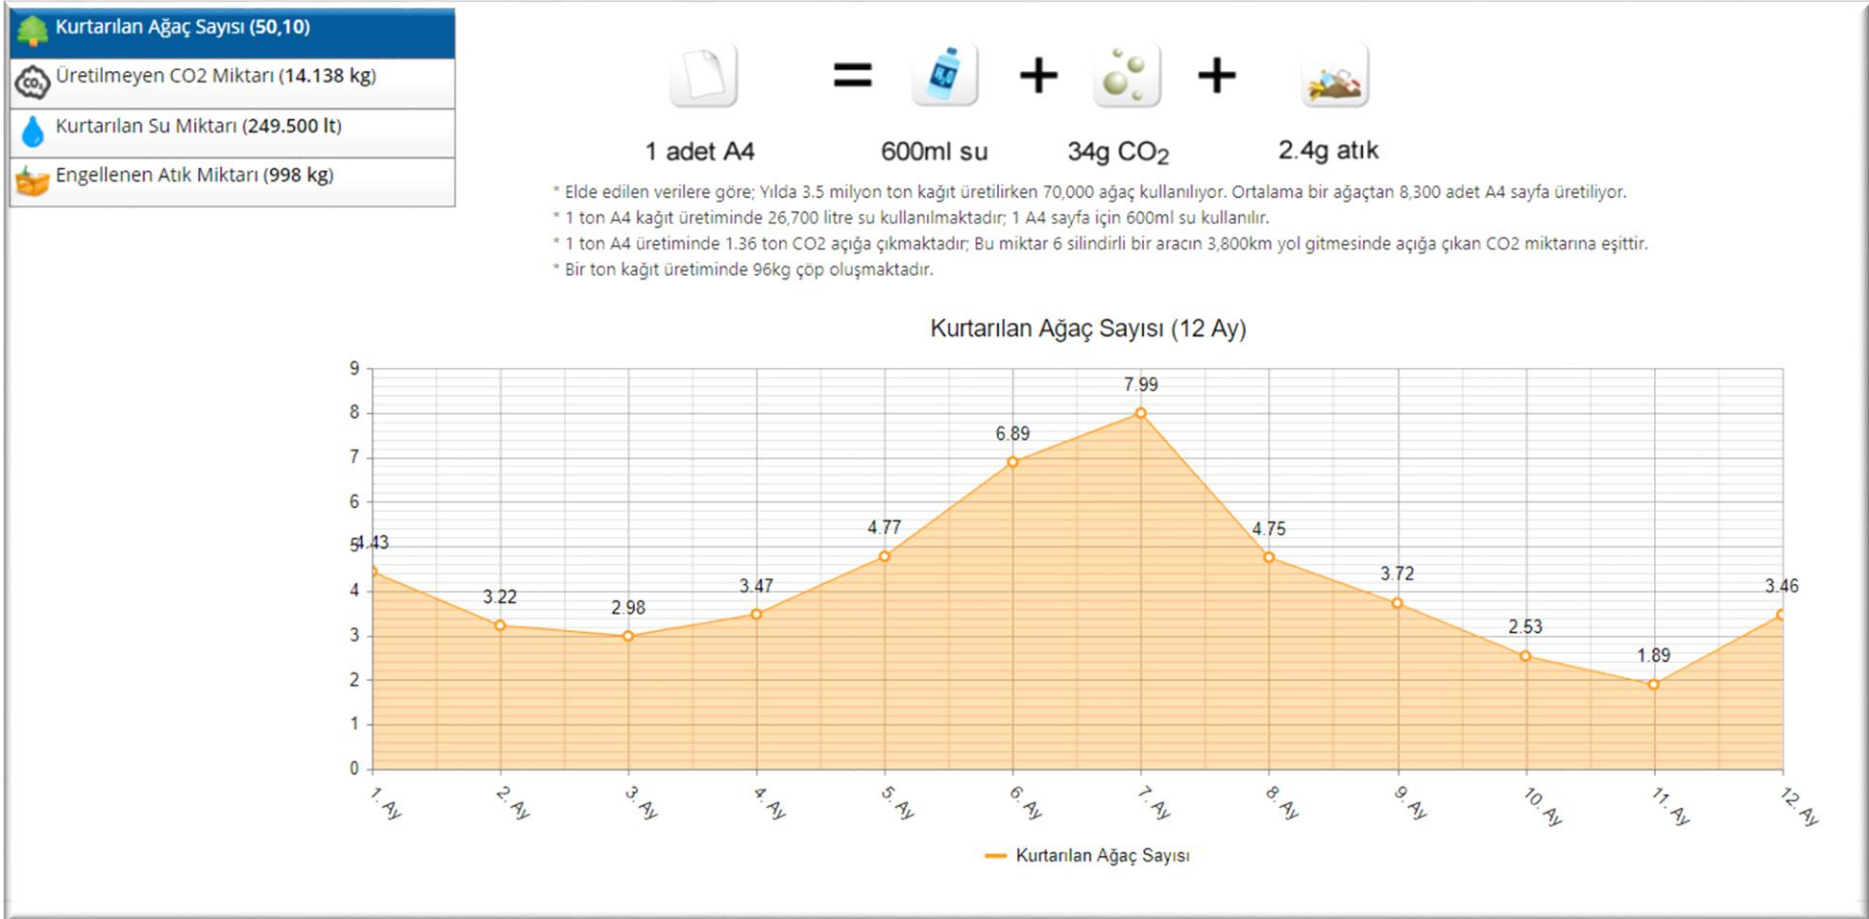 Kurtarılan Ağaç Sayısı (50,10)
Üretilmeyen CO2 Miktarı (14.138 kg)
Kurtarılan Su Miktarı (249.500 lt)
Engellenen Atık Miktarı (998 kg)
CO₂
H₂O
= + +
1 adet A4 600ml su 34g CO₂ 2.4g atık
* Elde edilen verilere göre; Yılda 3.5 milyon ton kağıt üretilirken 70,000 ağaç kullanılıyor. Ortalama bir ağaçtan 8,300 adet A4 sayfa üretiliyor.
* 1 ton A4 kağıt üretiminde 26,700 litre su kullanılmaktadır; 1 A4 sayfa için 600ml su kullanılır.
* 1 ton A4 üretiminde 1.36 ton CO2 açığa çıkmaktadır; Bu miktar 6 silindirli bir aracın 3,800km yol gitmesinde açığa çıkan CO2 miktarına eşittir.
* Bir ton kağıt üretiminde 96kg çöp oluşmaktadır.
Kurtarılan Ağaç Sayısı (12 Ay)
9
8
7
6
5
4
3
2
1
0
4.43
3.22
2.98
3.47
4.77
6.89
7.99
4.75
3.72
2.53
1.89
3.46
1. Ay
2. Ay
3. Ay
4. Ay
5. Ay
6. Ay
7. Ay
8. Ay
9. Ay
10. Ay
11. Ay
12. Ay
Kurtarılan Ağaç Sayısı